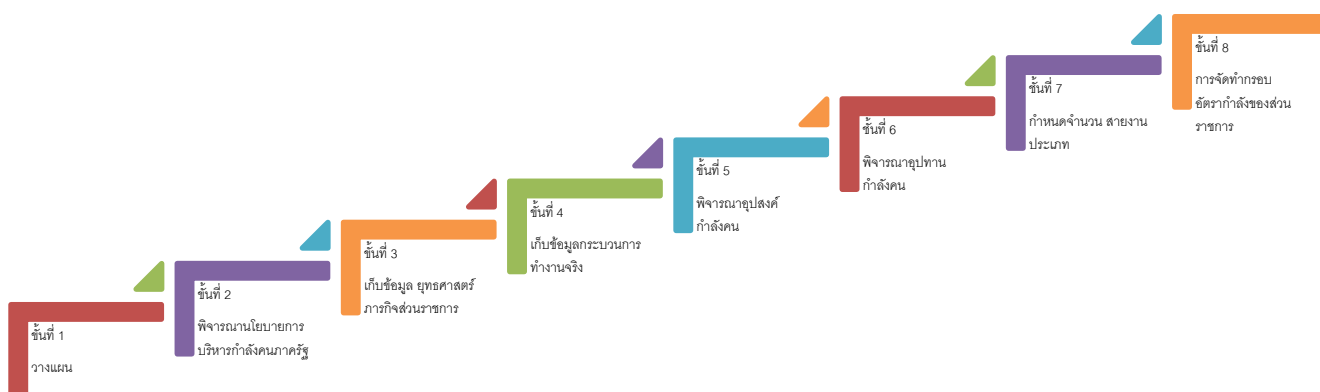 ขั้นที่ 1
วางแผน
ขั้นที่ 2
พิจารณานโยบายการ
บริหารกำลังคนภาครัฐ
ขั้นที่ 3
เก็บข้อมูล ยุทธศาสตร์
ภารกิจส่วนราชการ
ขั้นที่ 4
เก็บข้อมูลกระบวนการ
ทำงานจริง
ขั้นที่ 5
พิจารณาอุปสงค์
กำลังคน
ขั้นที่ 6
พิจารณาอุปทาน
กำลังคน
ขั้นที่ 7
กำหนดจำนวน สายงาน
ประเภท
ขั้นที่ 8
การจัดทำกรอบ
อัตรากำลังของส่วน
ราชการ